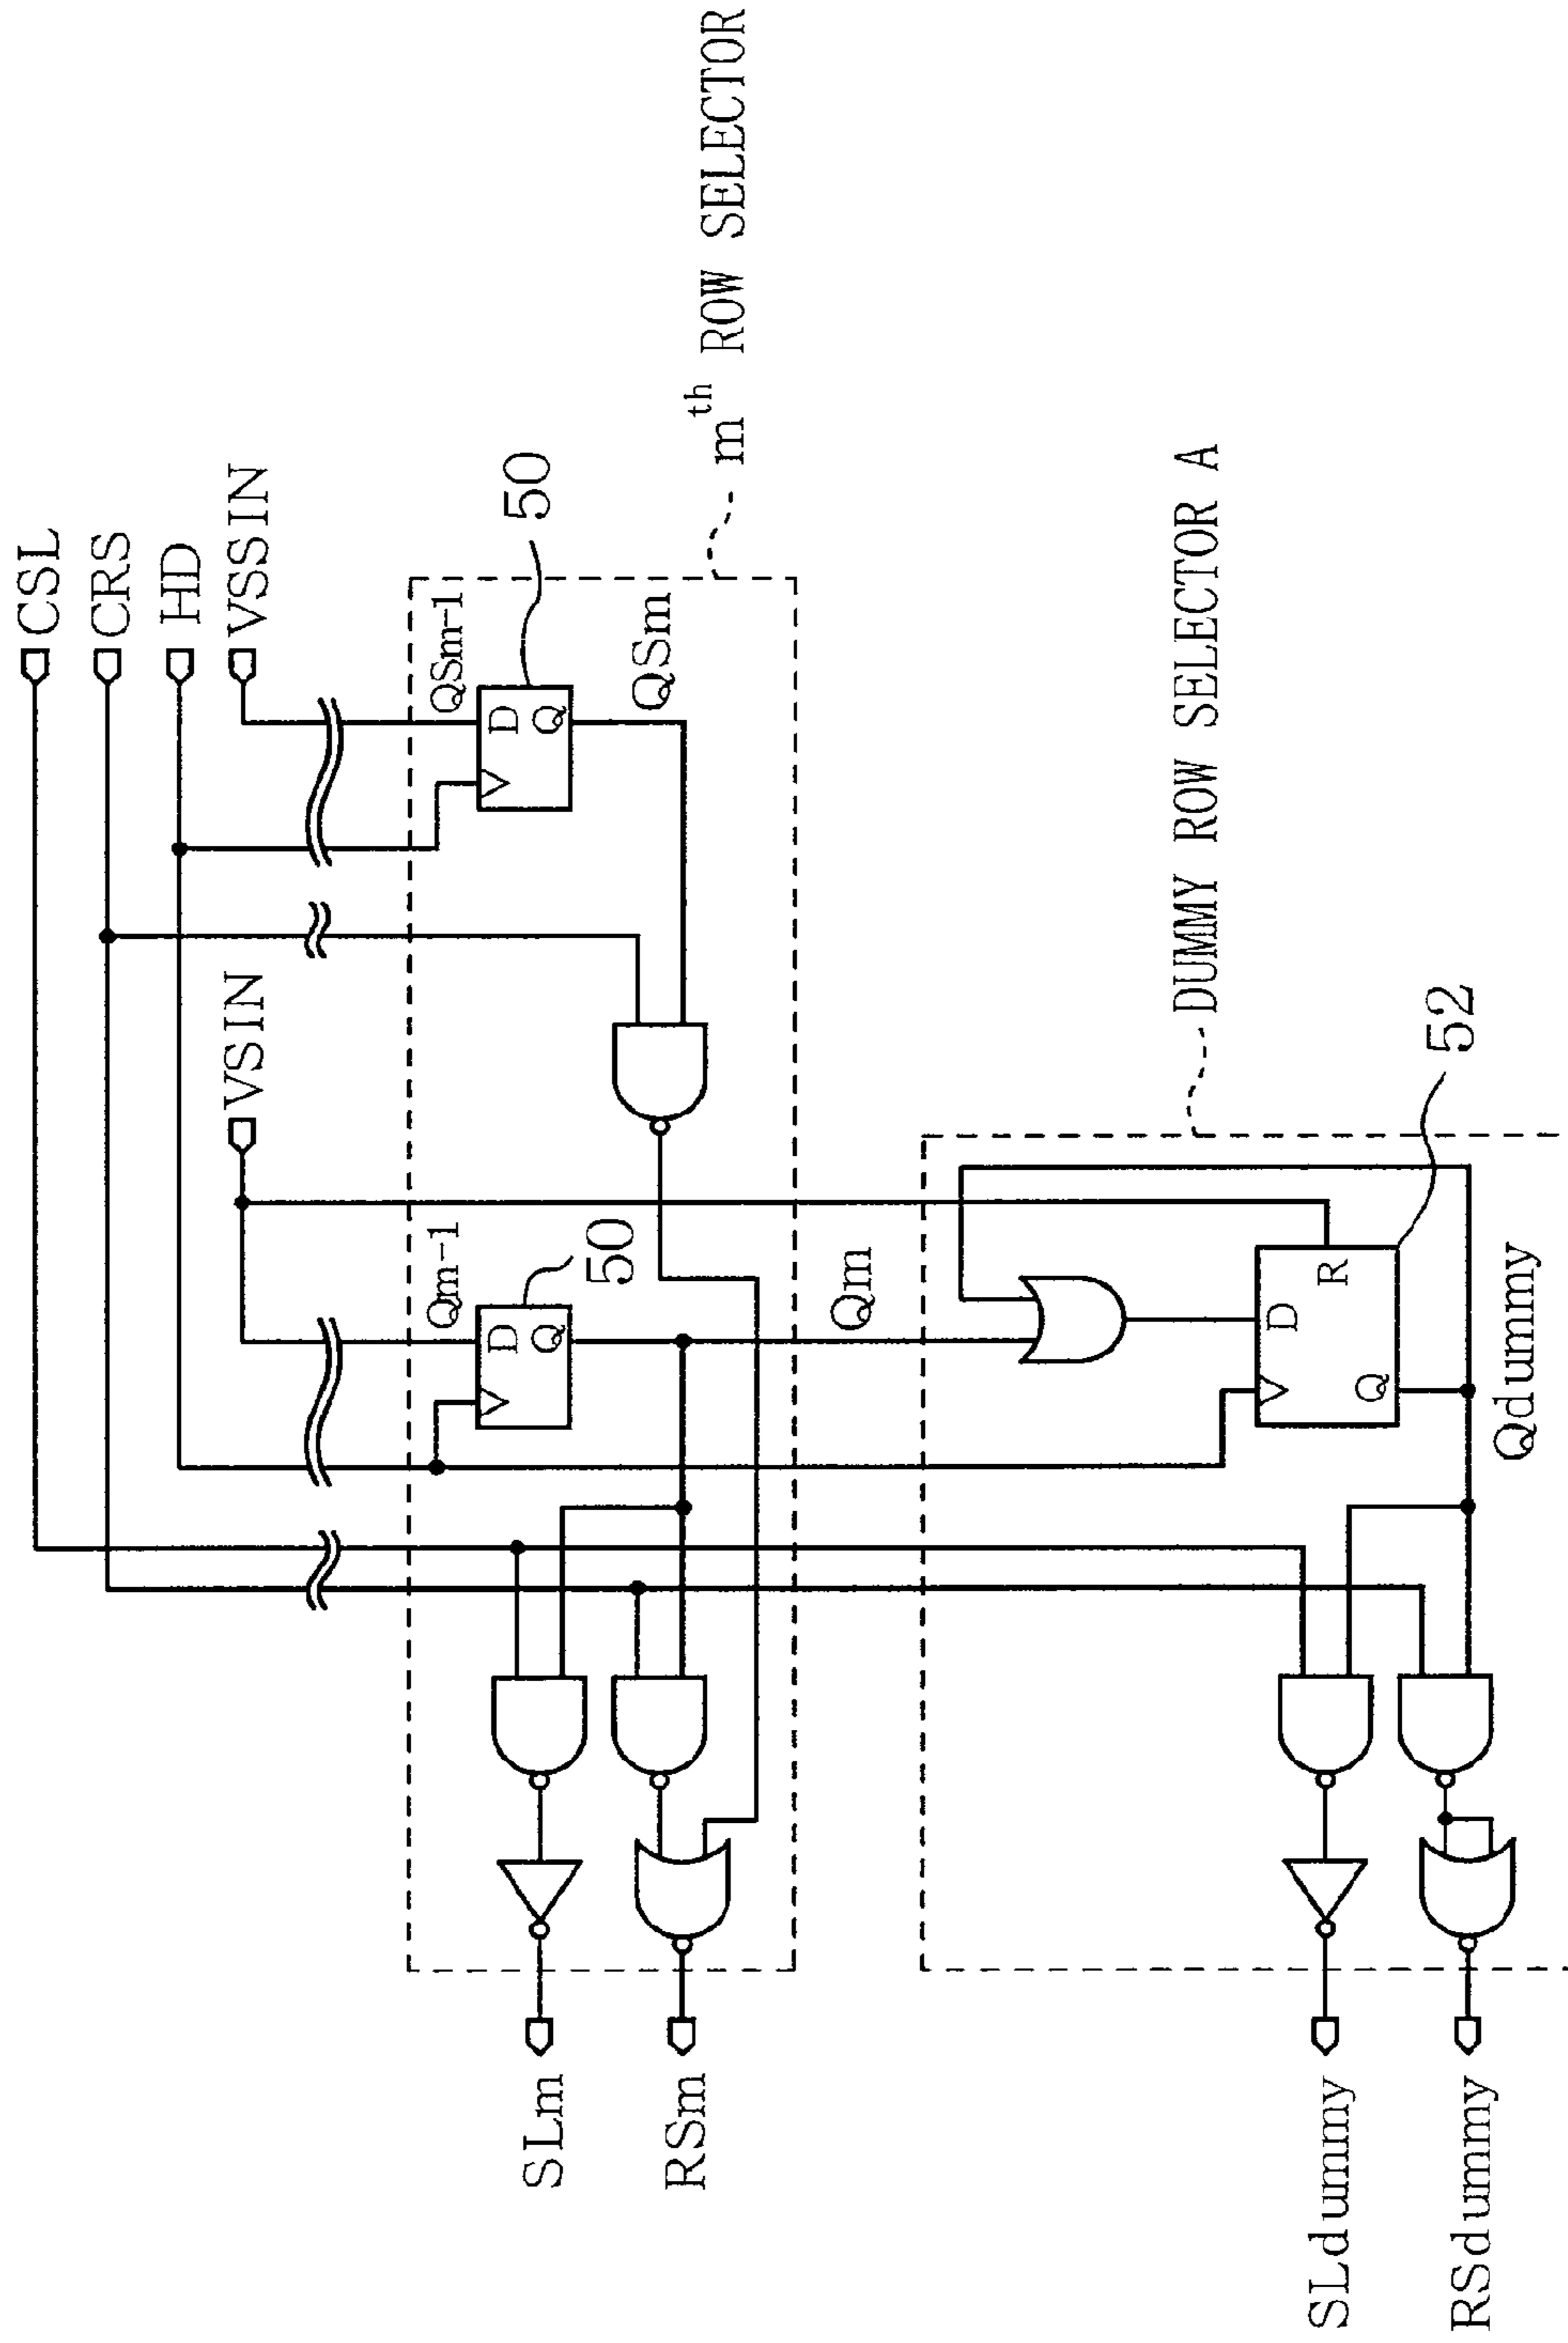 CSL
CRS
HD
VSSIN
VSIN
QSm-1
50
D
Q
QSm
mth ROW SELECTOR
Qm-1
50
D
Q
Qm
SLm
RSm
DUMMY ROW SELECTOR A
52
R
D
Q
Qdummy
SLdummy
RSdummy